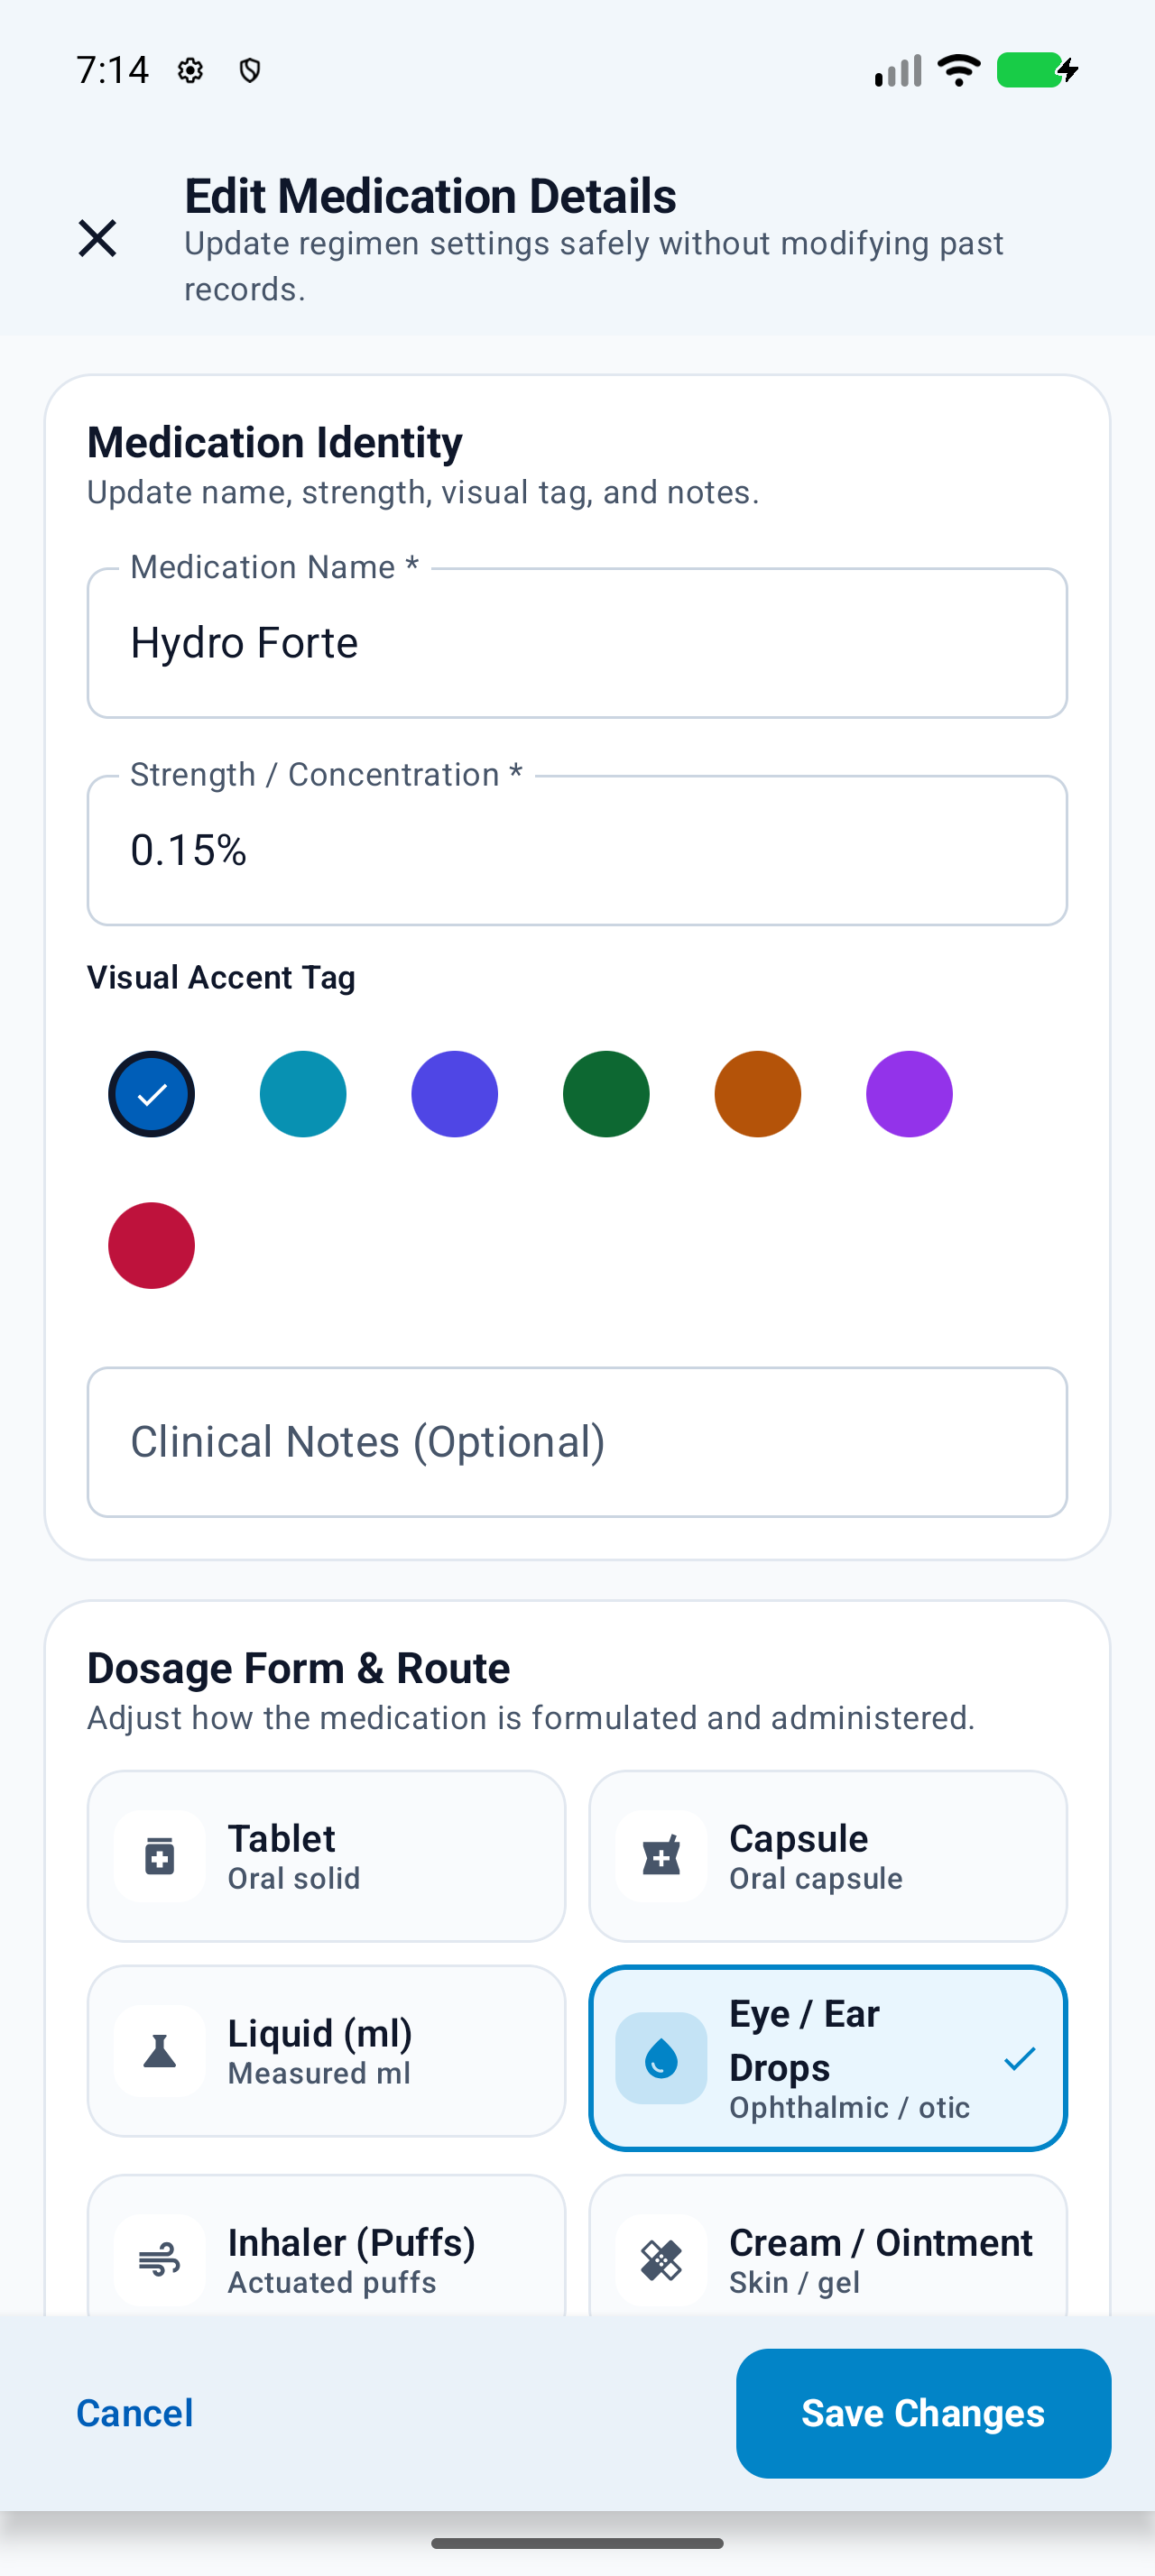 7:14
Edit Medication Details
Update regimen settings safely without modifying past
records.
Medication Identity
Update name, strength, visual tag, and notes.
Medication Name *
Hydro Forte
Strength / Concentration *
0.15%
Visual Accent Tag
Clinical Notes (Optional)
Dosage Form & Route
Adjust how the medication is formulated and administered.
Tablet
Oral solid
Capsule
Oral capsule
Liquid (ml)
Measured ml
Eye / Ear
Drops
Ophthalmic / otic
Inhaler (Puffs)
Actuated puffs
Cream / Ointment
Skin / gel
Cancel
Save Changes